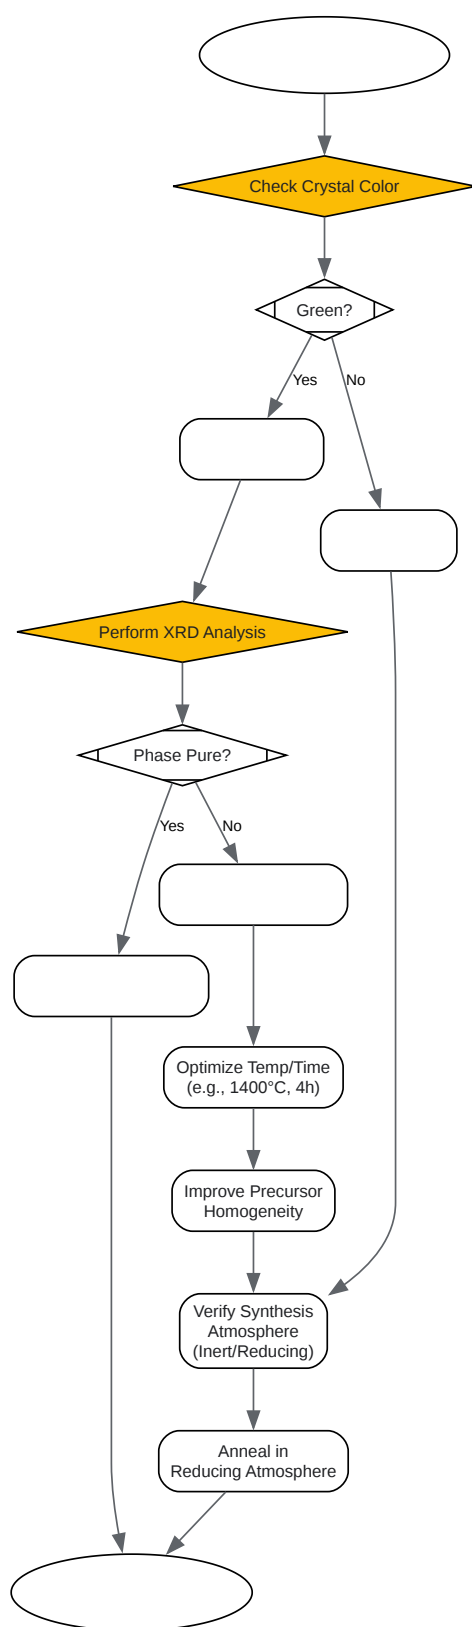 Check Crystal Color
Green?
Yes
No
Perform XRD Analysis
Phase Pure?
Yes
No
Optimize Temp/Time
(e.g., 1400°C, 4h)
Improve Precursor
Homogeneity
Verify Synthesis
Atmosphere
(Inert/Reducing)
Anneal in
Reducing Atmosphere